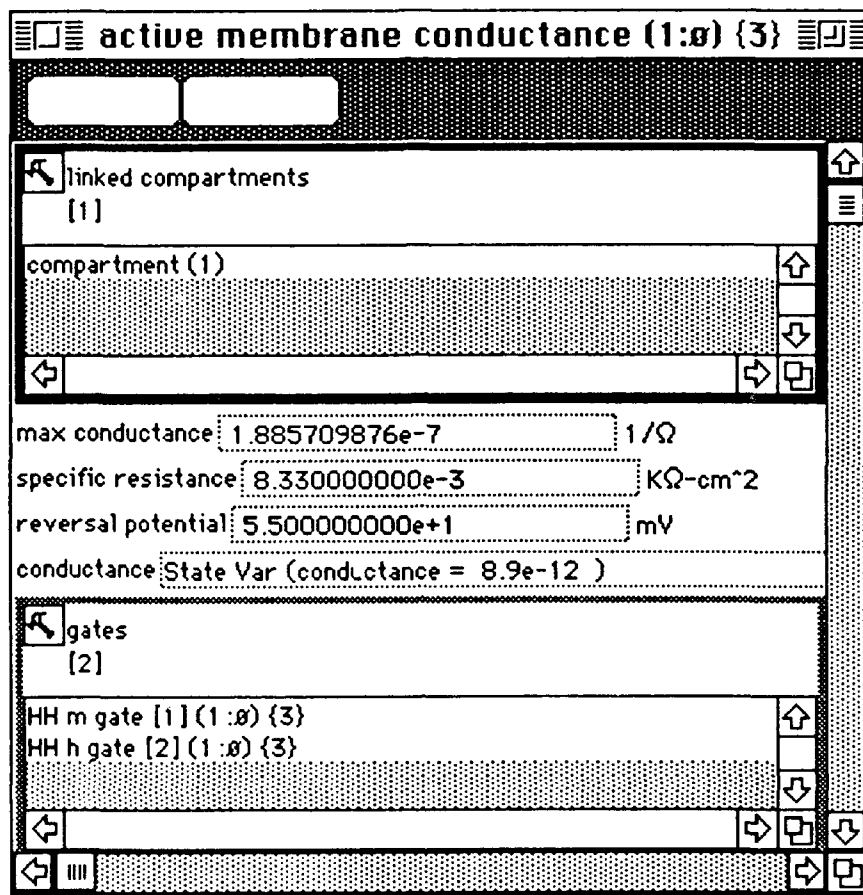 active membrane conductance (1:ø) {3}
linked compartments
[1]
compartment (1)
max conductance 1.885709876e-7 1/Ω
specific resistance 8.330000000e-3 KΩ-cm^2
reversal potential 5.500000000e+1 mV
conductance State Var (conductance = 8.9e-12 )
gates
[2]
HH m gate [1] (1:ø) {3}
HH h gate [2] (1:ø) {3}